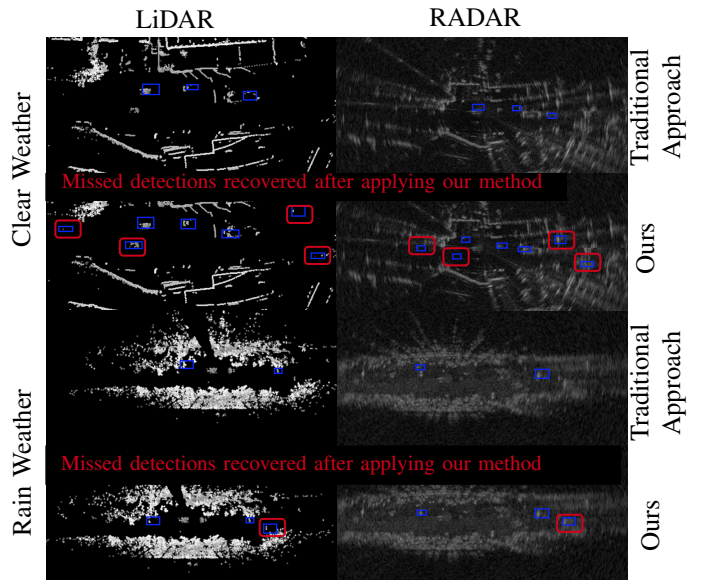 LiDAR
RADAR
Clear Weather
Traditional
Approach
Missed detections recovered after applying our method
Ours
Rain Weather
Traditional
Approach
Missed detections recovered after applying our method
Ours